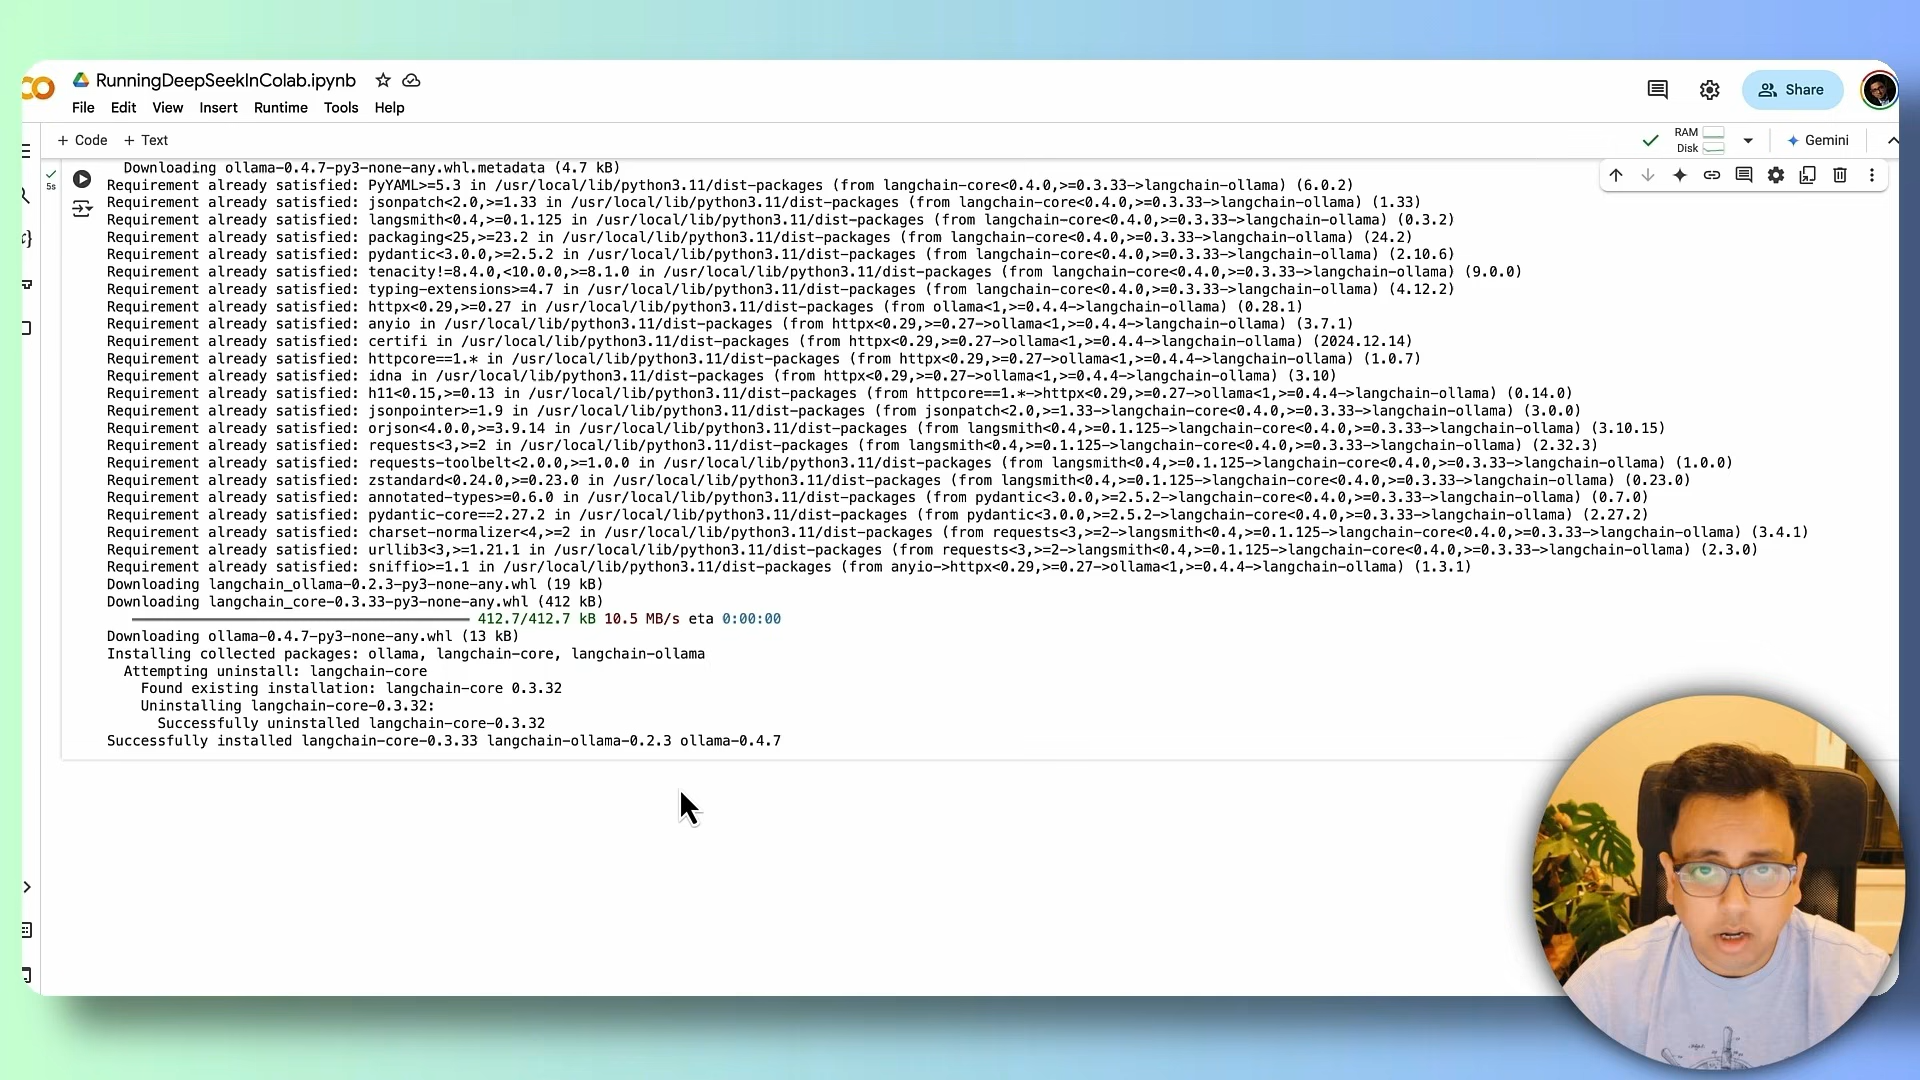 RunningDeepSeekInColab.ipynb
File Edit View Insert Runtime Tools Help
Share
+ Code + Text
RAM
Disk
Gemini
5s
Downloading ollama-0.4.7-py3-none-any.whl.metadata (4.7 kB)
Requirement already satisfied: PyYAML>=5.3 in /usr/local/lib/python3.11/dist-packages (from langchain-core<0.4.0,>=0.3.33->langchain-ollama) (6.0.2)
Requirement already satisfied: jsonpatch<2.0,>=1.33 in /usr/local/lib/python3.11/dist-packages (from langchain-core<0.4.0,>=0.3.33->langchain-ollama) (1.33)
Requirement already satisfied: langsmith<0.4,>=0.1.125 in /usr/local/lib/python3.11/dist-packages (from langchain-core<0.4.0,>=0.3.33->langchain-ollama) (0.3.2)
Requirement already satisfied: packaging<25,>=23.2 in /usr/local/lib/python3.11/dist-packages (from langchain-core<0.4.0,>=0.3.33->langchain-ollama) (24.2)
Requirement already satisfied: pydantic<3.0.0,>=2.5.2 in /usr/local/lib/python3.11/dist-packages (from langchain-core<0.4.0,>=0.3.33->langchain-ollama) (2.10.6)
Requirement already satisfied: tenacity!=8.4.0,<10.0.0,>=8.1.0 in /usr/local/lib/python3.11/dist-packages (from langchain-core<0.4.0,>=0.3.33->langchain-ollama) (9.0.0)
Requirement already satisfied: typing-extensions>=4.7 in /usr/local/lib/python3.11/dist-packages (from langchain-core<0.4.0,>=0.3.33->langchain-ollama) (4.12.2)
Requirement already satisfied: httpx<0.29,>=0.27 in /usr/local/lib/python3.11/dist-packages (from ollama<1,>=0.4.4->langchain-ollama) (0.28.1)
Requirement already satisfied: anyio in /usr/local/lib/python3.11/dist-packages (from httpx<0.29,>=0.27->ollama<1,>=0.4.4->langchain-ollama) (3.7.1)
Requirement already satisfied: certifi in /usr/local/lib/python3.11/dist-packages (from httpx<0.29,>=0.27->ollama<1,>=0.4.4->langchain-ollama) (2024.12.14)
Requirement already satisfied: httpcore==1.* in /usr/local/lib/python3.11/dist-packages (from httpx<0.29,>=0.27->ollama<1,>=0.4.4->langchain-ollama) (1.0.7)
Requirement already satisfied: idna in /usr/local/lib/python3.11/dist-packages (from httpx<0.29,>=0.27->ollama<1,>=0.4.4->langchain-ollama) (3.10)
Requirement already satisfied: h11<0.15,>=0.13 in /usr/local/lib/python3.11/dist-packages (from httpcore==1.*->httpx<0.29,>=0.27->ollama<1,>=0.4.4->langchain-ollama) (0.14.0)
Requirement already satisfied: jsonpointer>=1.9 in /usr/local/lib/python3.11/dist-packages (from jsonpatch<2.0,>=1.33->langchain-core<0.4.0,>=0.3.33->langchain-ollama) (3.0.0)
Requirement already satisfied: orjson<4.0.0,>=3.9.14 in /usr/local/lib/python3.11/dist-packages (from langsmith<0.4,>=0.1.125->langchain-core<0.4.0,>=0.3.33->langchain-ollama) (3.10.15)
Requirement already satisfied: requests<3,>=2 in /usr/local/lib/python3.11/dist-packages (from langsmith<0.4,>=0.1.125->langchain-core<0.4.0,>=0.3.33->langchain-ollama) (2.32.3)
Requirement already satisfied: requests-toolbelt<2.0.0,>=1.0.0 in /usr/local/lib/python3.11/dist-packages (from langsmith<0.4,>=0.1.125->langchain-core<0.4.0,>=0.3.33->langchain-ollama) (1.0.0)
Requirement already satisfied: zstandard<0.24.0,>=0.23.0 in /usr/local/lib/python3.11/dist-packages (from langsmith<0.4,>=0.1.125->langchain-core<0.4.0,>=0.3.33->langchain-ollama) (0.23.0)
Requirement already satisfied: annotated-types>=0.6.0 in /usr/local/lib/python3.11/dist-packages (from pydantic<3.0.0,>=2.5.2->langchain-core<0.4.0,>=0.3.33->langchain-ollama) (0.7.0)
Requirement already satisfied: pydantic-core==2.27.2 in /usr/local/lib/python3.11/dist-packages (from pydantic<3.0.0,>=2.5.2->langchain-core<0.4.0,>=0.3.33->langchain-ollama) (2.27.2)
Requirement already satisfied: charset-normalizer<4,>=2 in /usr/local/lib/python3.11/dist-packages (from requests<3,>=2->langsmith<0.4,>=0.1.125->langchain-core<0.4.0,>=0.3.33->langchain-ollama) (3.4.1)
Requirement already satisfied: urllib3<3,>=1.21.1 in /usr/local/lib/python3.11/dist-packages (from requests<3,>=2->langsmith<0.4,>=0.1.125->langchain-core<0.4.0,>=0.3.33->langchain-ollama) (2.3.0)
Requirement already satisfied: sniffio>=1.1 in /usr/local/lib/python3.11/dist-packages (from anyio->httpx<0.29,>=0.27->ollama<1,>=0.4.4->langchain-ollama) (1.3.1)
Downloading langchain_ollama-0.2.3-py3-none-any.whl (19 kB)
Downloading langchain_core-0.3.33-py3-none-any.whl (412 kB)
412.7/412.7 kB 10.5 MB/s eta 0:00:00
Downloading ollama-0.4.7-py3-none-any.whl (13 kB)
Installing collected packages: ollama, langchain-core, langchain-ollama
Attempting uninstall: langchain-core
Found existing installation: langchain-core 0.3.32
Uninstalling langchain-core-0.3.32:
Successfully uninstalled langchain-core-0.3.32
Successfully installed langchain-core-0.3.33 langchain-ollama-0.2.3 ollama-0.4.7